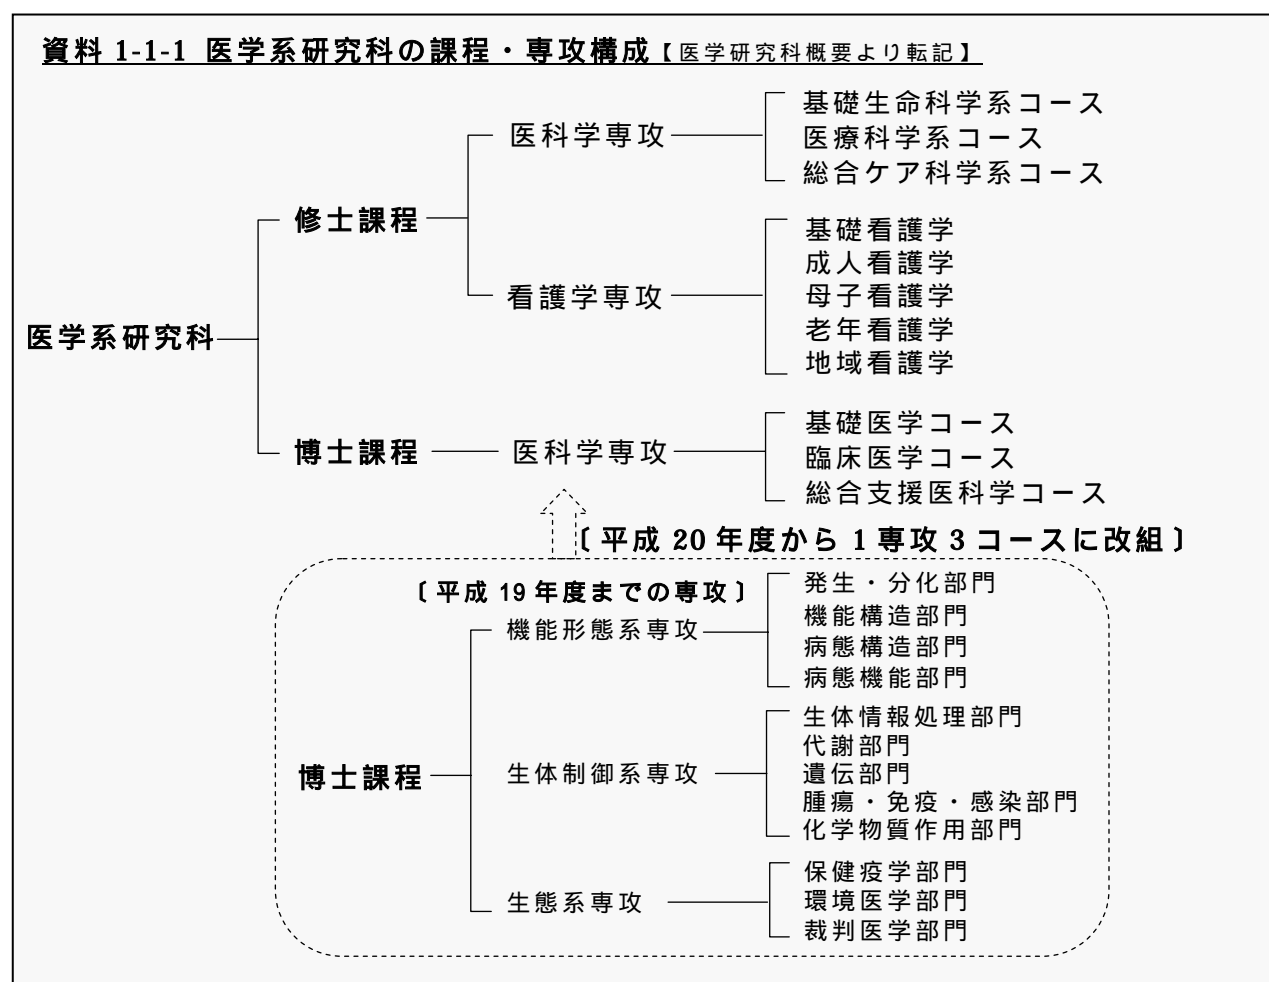 資料 1-1-1 医学系研究科の課程・専攻構成【医学研究科概要より転記】
医学系研究科
修士課程
医科学専攻
基礎生命科学系コース
医療科学系コース
総合ケア科学系コース
看護学専攻
基礎看護学
成人看護学
母子看護学
老年看護学
地域看護学
博士課程
医科学専攻
基礎医学コース
臨床医学コース
総合支援医科学コース
〔平成 20 年度から 1 専攻 3 コースに改組〕
〔平成 19 年度までの専攻〕
博士課程
機能形態系専攻
発生・分化部門
機能構造部門
病態構造部門
病態機能部門
生体制御系専攻
生体情報処理部門
代謝部門
遺伝部門
腫瘍・免疫・感染部門
化学物質作用部門
生態系専攻
保健疫学部門
環境医学部門
裁判医学部門